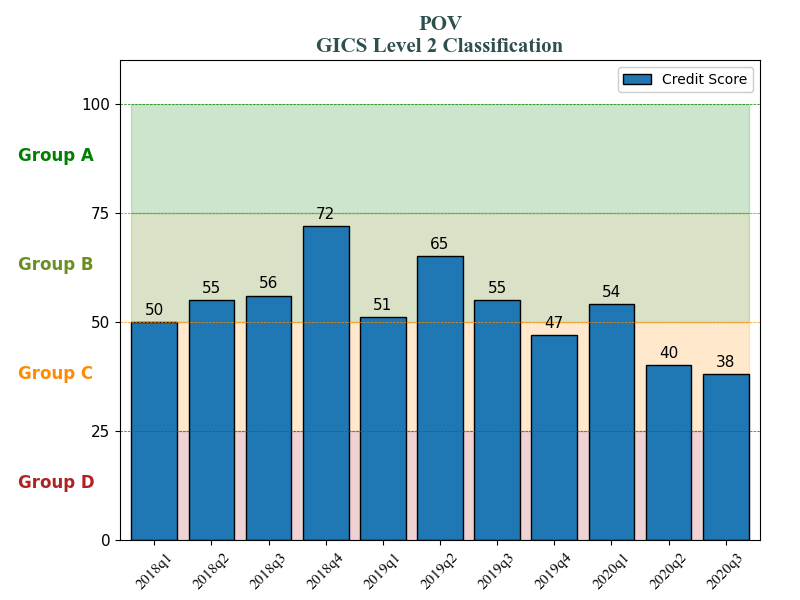 POV
GICS Level 2 Classification
Credit Score
100
Group A
75
72
Group B
65
55
56
55
54
50
51
50
47
40
38
Group C
25
Group D
0
2018q1
2018q2
2018q3
2018q4
2019q1
2019q2
2019q3
2019q4
2020q1
2020q2
2020q3